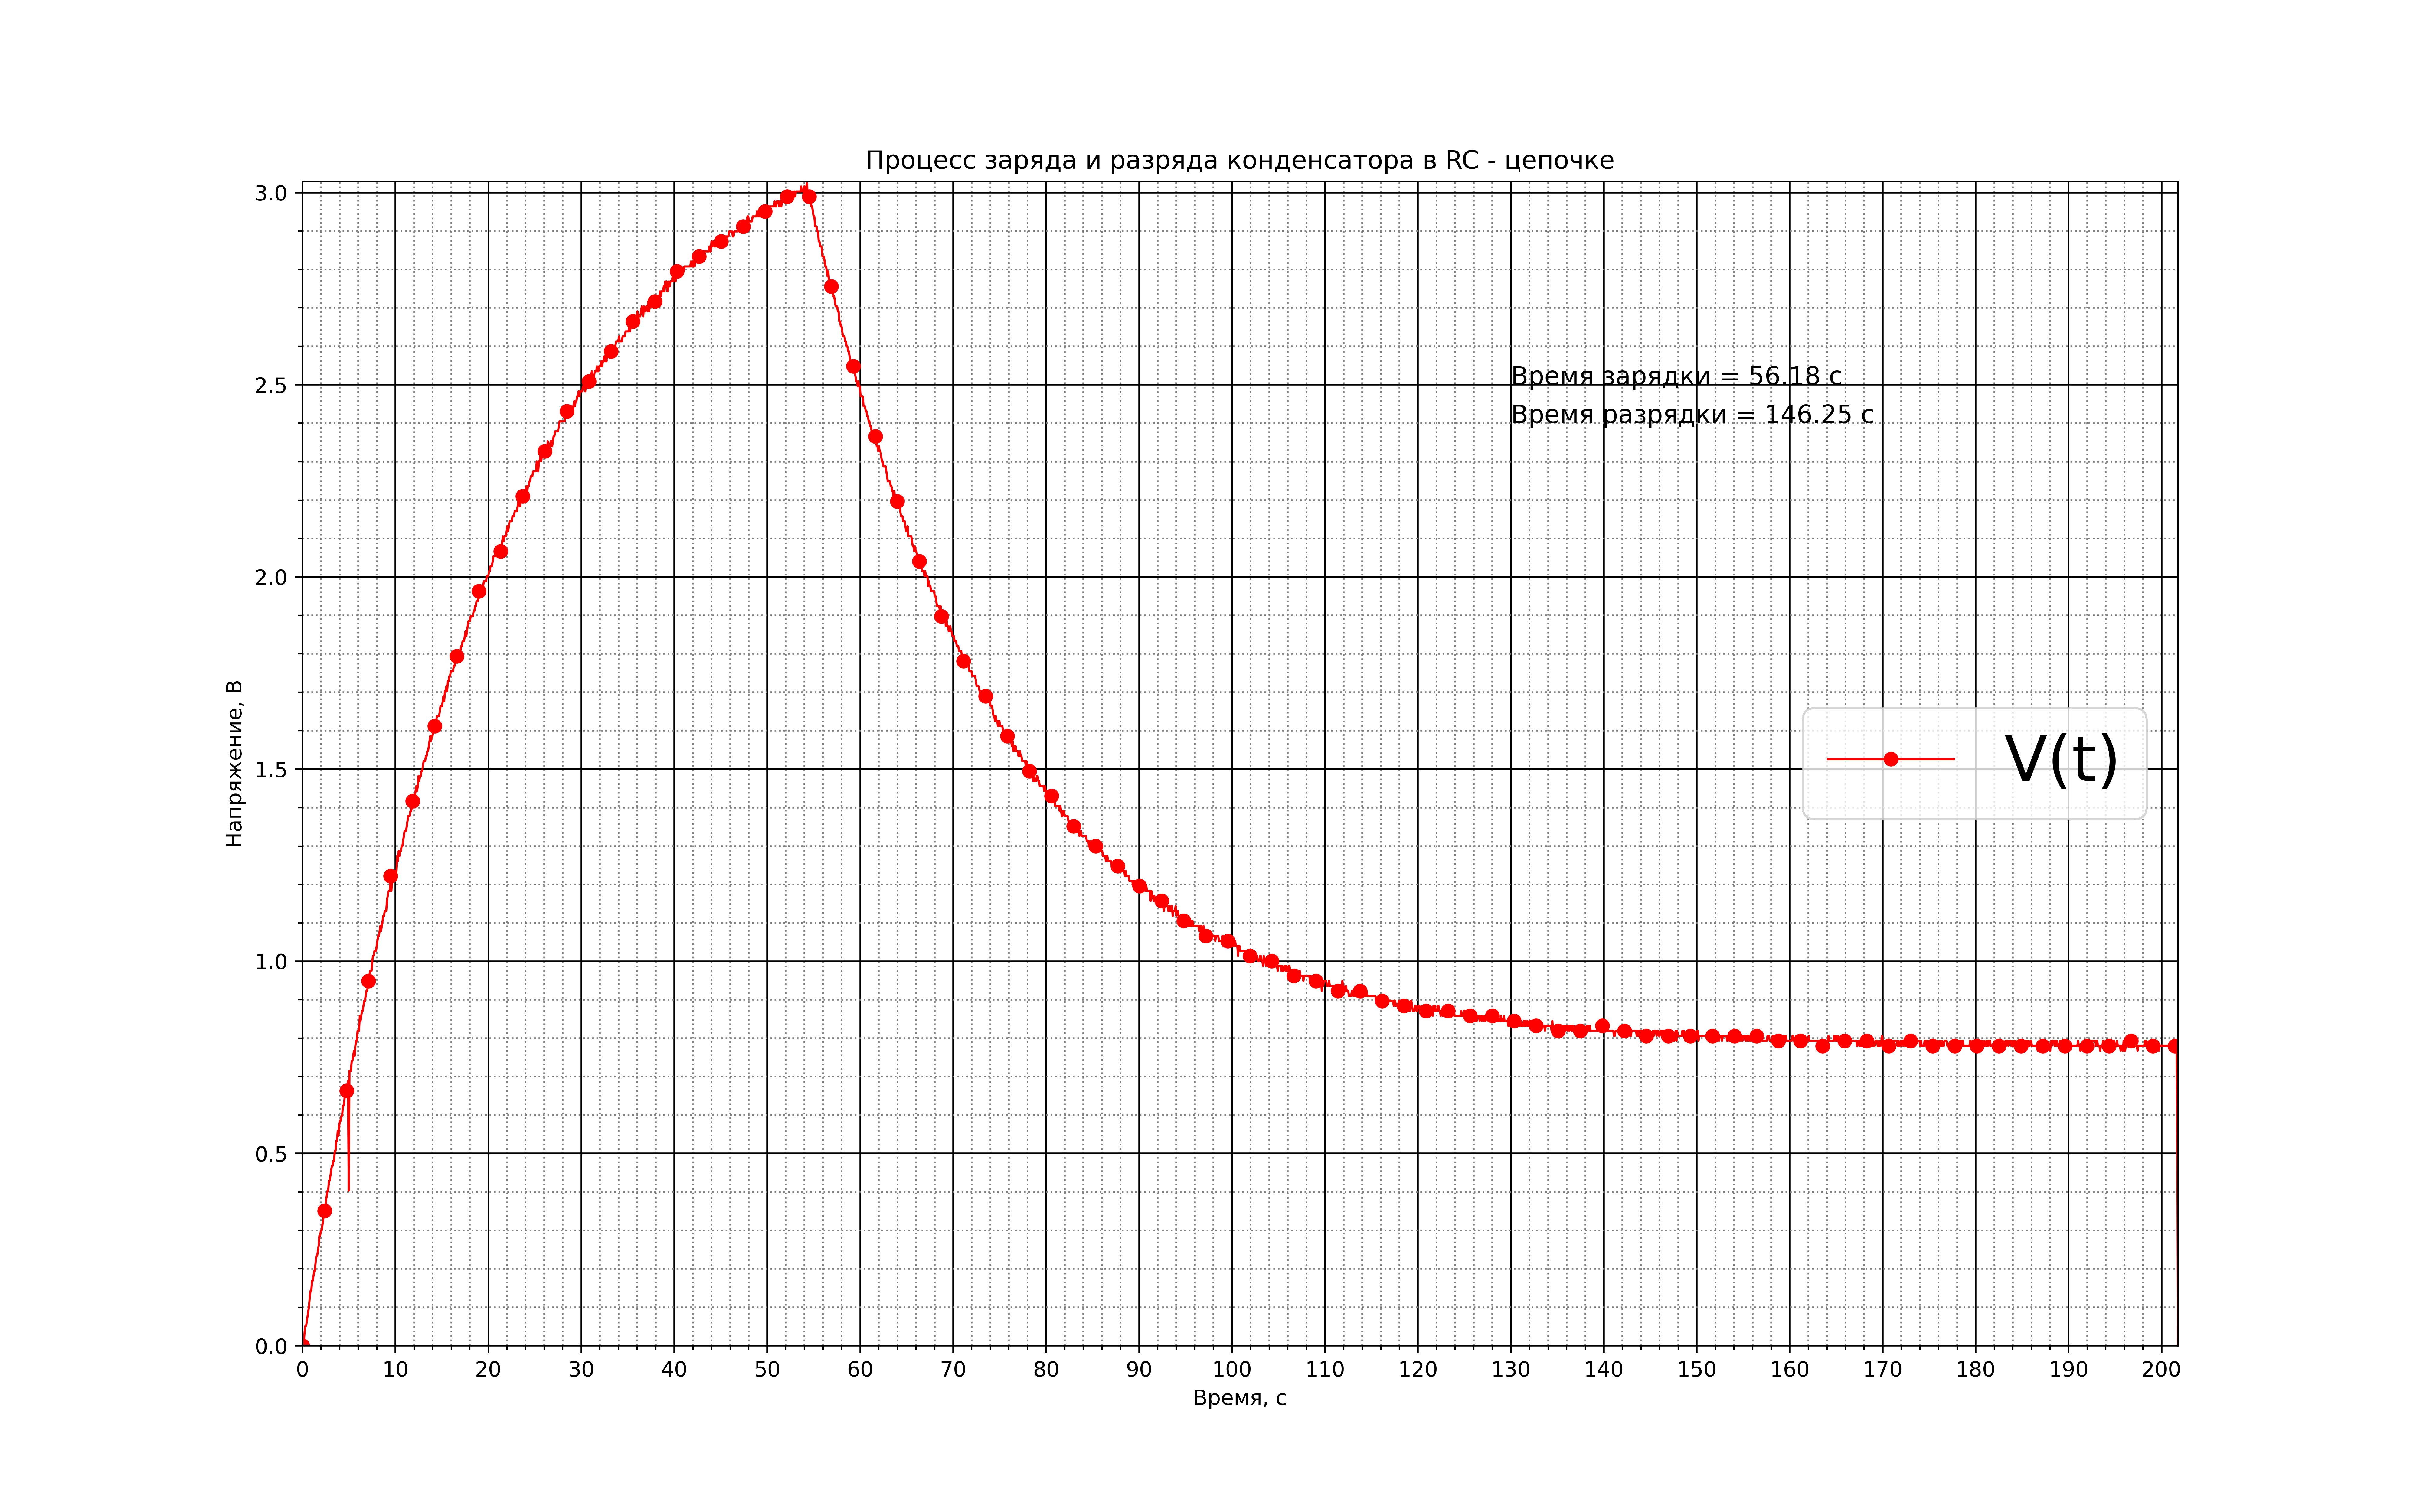 Процесс заряда и разряда конденсатора в RC - цепочке
3.0
2.5
2.0
1.5
1.0
0.5
0.0
Напряжение, В
Время зарядки = 56.18 с
Время разрядки = 146.25 с
V(t)
0 10 20 30 40 50 60 70 80 90 100 110 120 130 140 150 160 170 180 190 200
Время, с